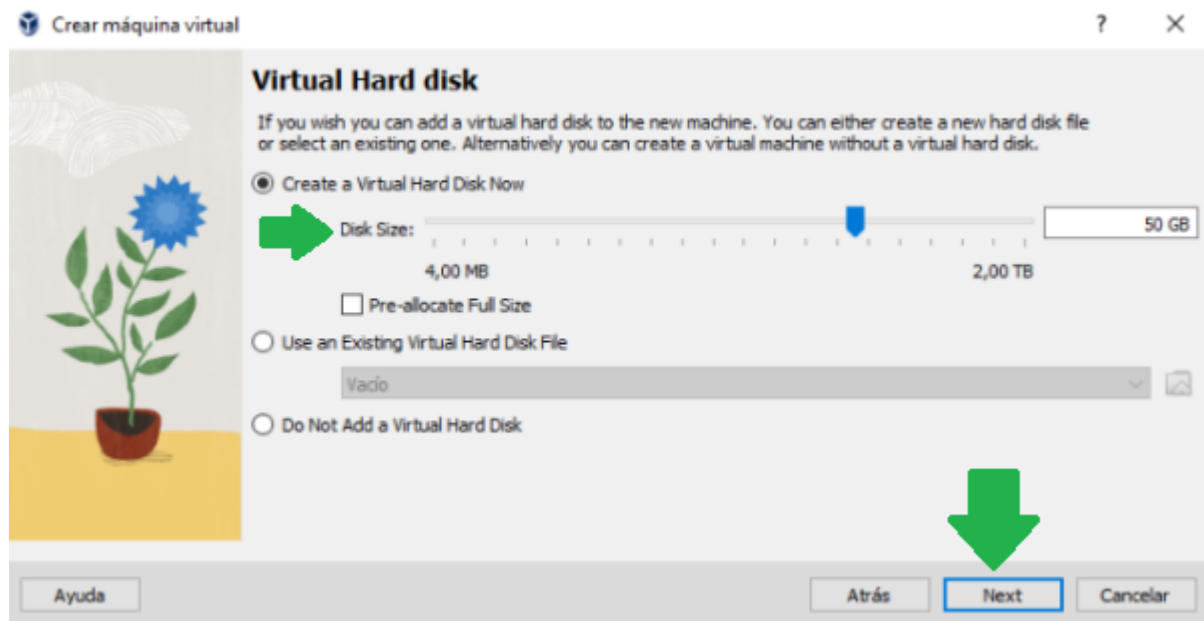 Crear máquina virtual
?
Virtual Hard disk
If you wish you can add a virtual hard disk to the new machine. You can either create a new hard disk file
or select an existing one. Alternatively you can create a virtual machine without a virtual hard disk.
Create a Virtual Hard Disk Now
Disk Size:
50 GB
4,00 MB
2,00 TB
Pre-allocate Full Size
Use an Existing Virtual Hard Disk File
Vacío
Do Not Add a Virtual Hard Disk
Ayuda
Atrás
Next
Cancelar